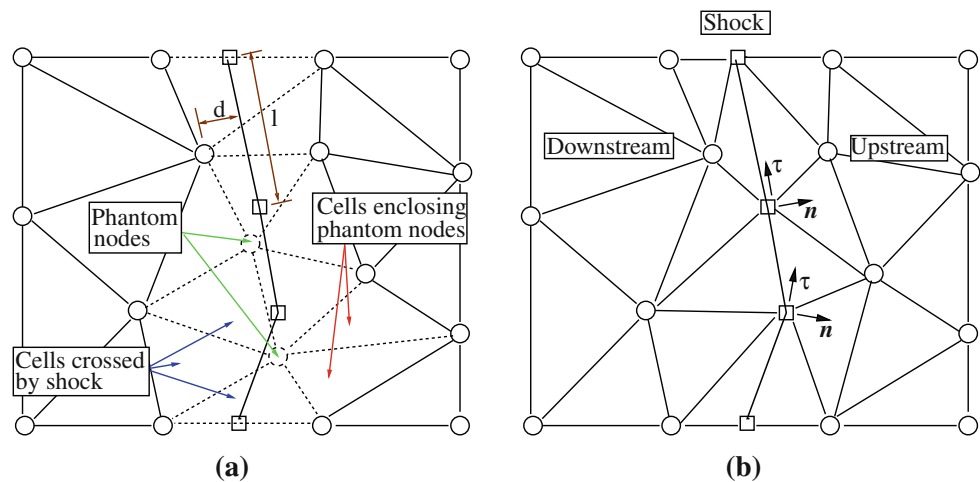 d
l
Phantom
nodes
Cells enclosing
phantom nodes
Cells crossed
by shock
(a)
Shock
Downstream
Upstream
τ
n
τ
n
(b)